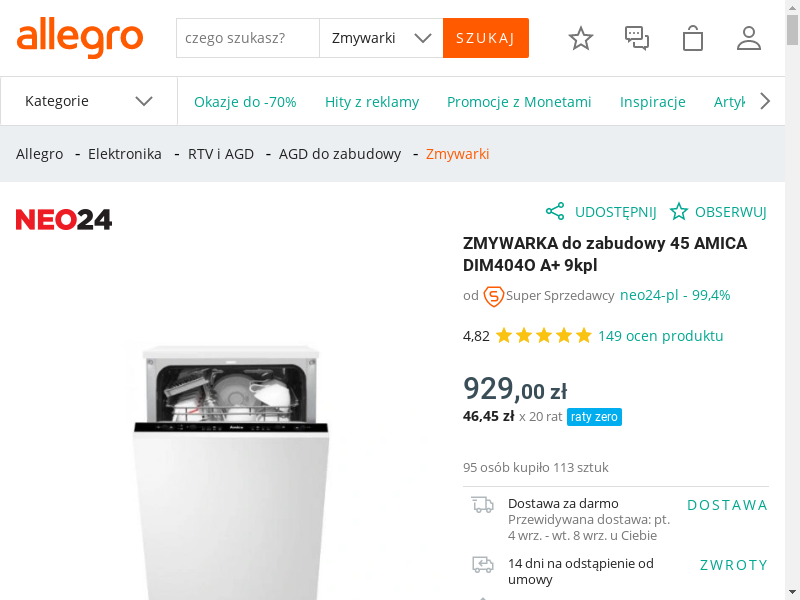 allegro
czego szukasz?
Zmywarki
SZUKAJ
Kategorie
Okazje do -70%
Hity z reklamy
Promocje z Monetami
Inspiracje
Artyk
Allegro - Elektronika - RTV i AGD - AGD do zabudowy - Zmywarki
NEO24
UDOSTĘPNIJ
OBSERWUJ
ZMYWARKA do zabudowy 45 AMICA
DIM404O A+ 9kpl
od Super Sprzedawcy neo24-pl - 99,4%
4,82 149 ocen produktu
929,00 zł
46,45 zł x 20 rat raty zero
95 osób kupiło 113 sztuk
Dostawa za darmo
DOSTAWA
Przewidywana dostawa: pt.
4 wrz. - wt. 8 wrz. u Ciebie
14 dni na odstąpienie od
umowy
ZWROTY